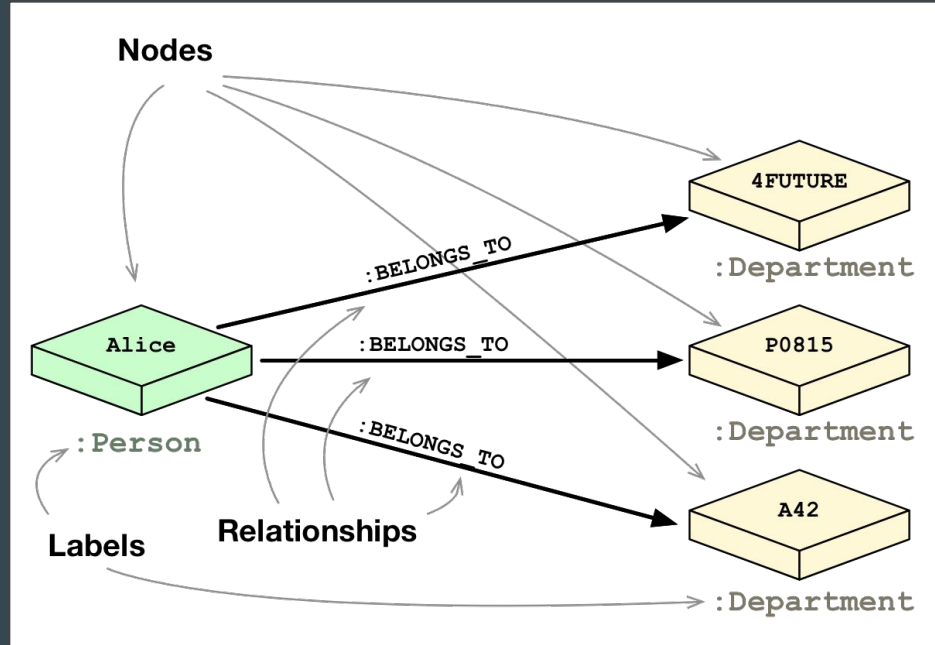 Nodes
4FUTURE
:Department
:BELONGS_TO
Alice
:BELONGS_TO
P0815
:Person
:Department
:BELONGS_TO
A42
Labels
Relationships
:Department